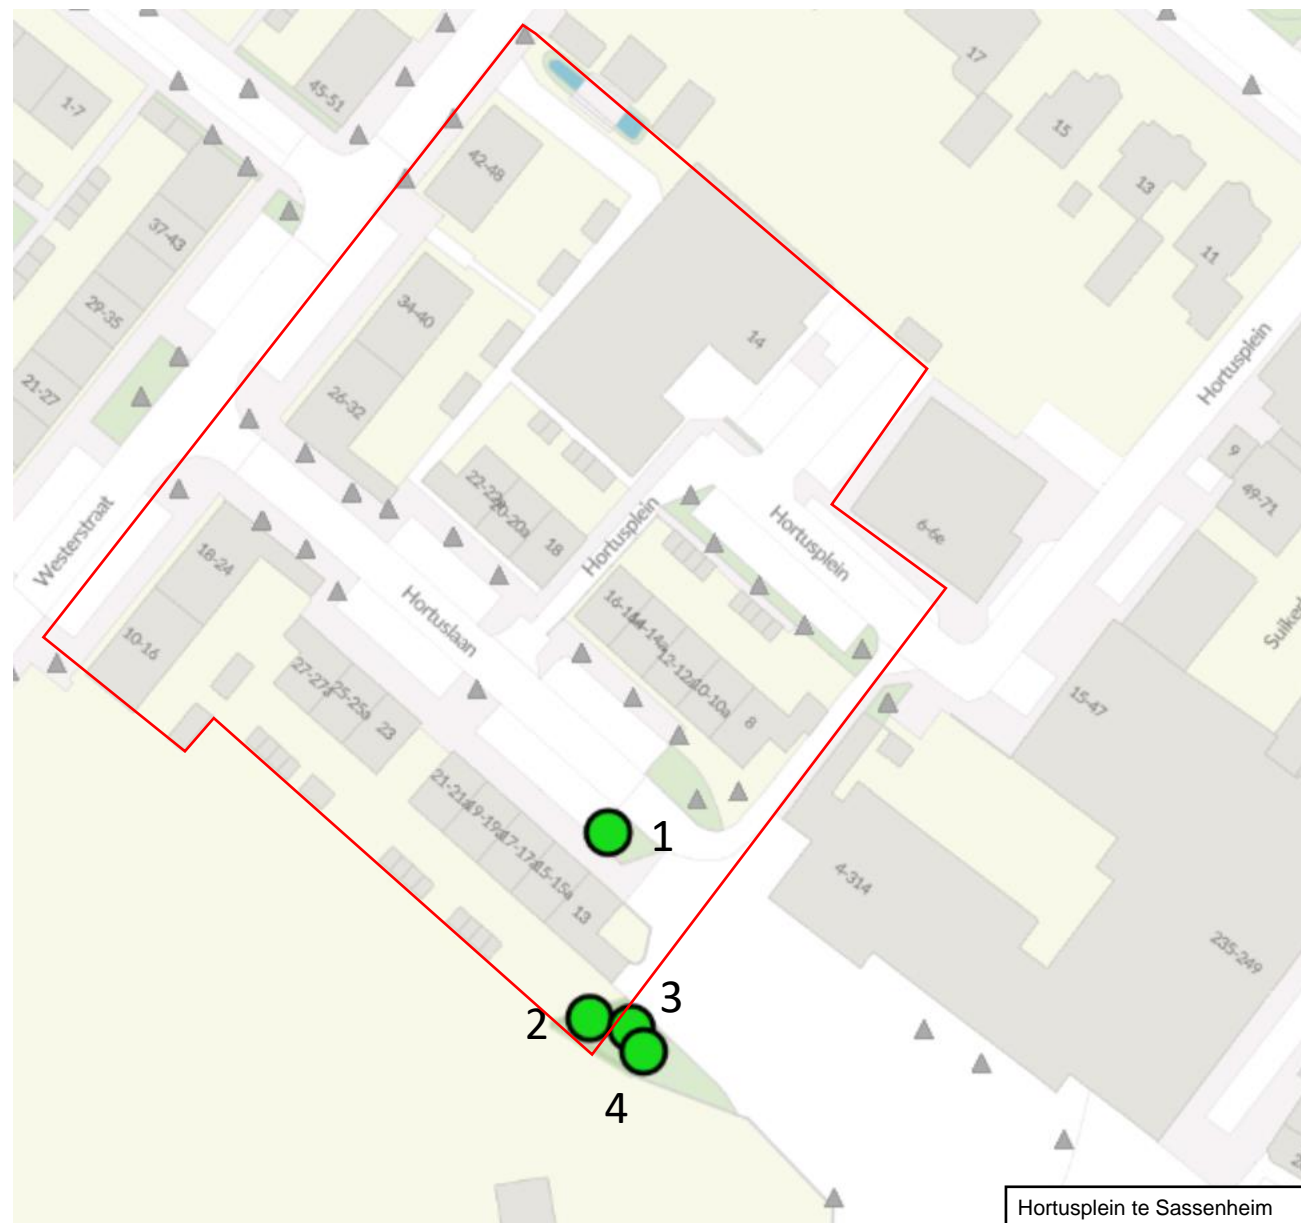 1-7
45-51
17
15
13
11
42-48
37-43
29-35
21-27
34-40
26-32
14
Hortusplein
9
49-71
6-6e
22-22a
20-20a
18
Hortusplein
Hortusplein
Westerstraat
18-24
10-16
Hortuslaan
16-16a
14-14a
12-12a
10-10a
8
27-27a
25-25a
23
15-47
21-21a
19-19a
17-17a
15-15a
13
1
4-314
235-249
2
3
4
Hortusplein te Sassenheim